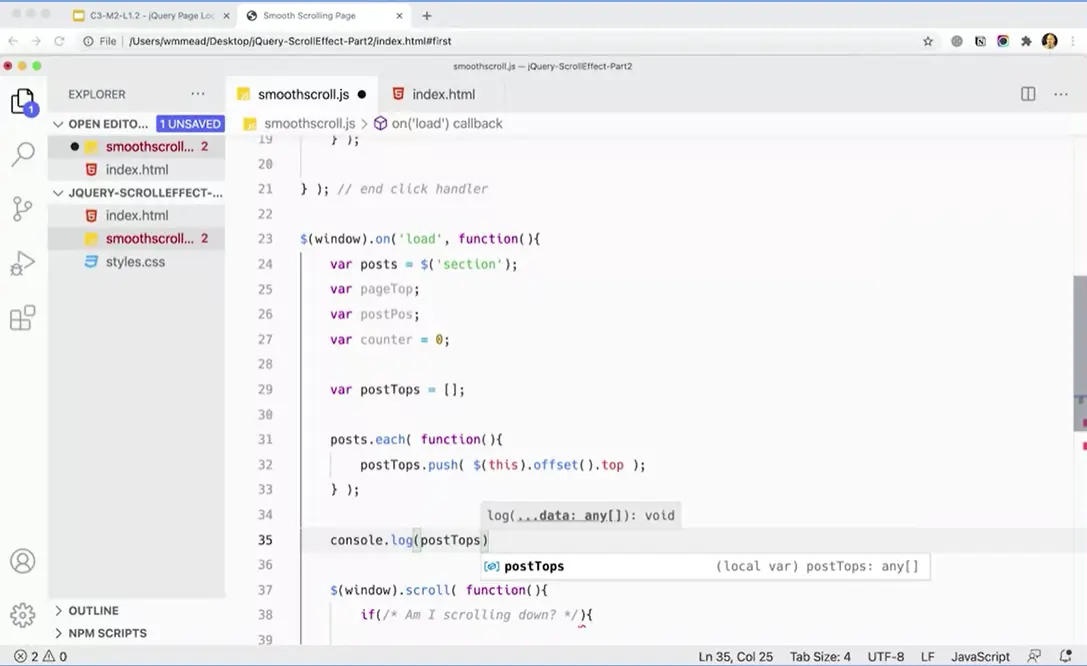 C3-M2-L1.2 - jQuery Page Loc
Smooth Scrolling Page
File
/Users/wmmead/Desktop/jQuery-ScrollEffect-Part2/index.html#first
smoothscroll.js — jQuery-ScrollEffect-Part2
EXPLORER
smoothscroll.js
index.html
OPEN EDITO... 1 UNSAVED
smoothscroll.js > on('load') callback
smoothscroll... 2
index.html
JQUERY-SCROLLEFFECT-...
index.html
smoothscroll... 2
styles.css
1
19 } );
20
21 } ); // end click handler
22
23 $(window).on('load', function(){
24 var posts = $('section');
25 var pageTop;
26 var postPos;
27 var counter = 0;
28
29 var postTops = [];
30
31 posts.each( function(){
32 postTops.push( $(this).offset().top );
33 } );
34
log(...data: any[]): void
35 console.log(postTops)
36
postTops (local var) postTops: any[]
37 $(window).scroll( function(){
38 if(/* Am I scrolling down? */){
39
OUTLINE
NPM SCRIPTS
2 0
Ln 35, Col 25 Tab Size: 4 UTF-8 LF JavaScript